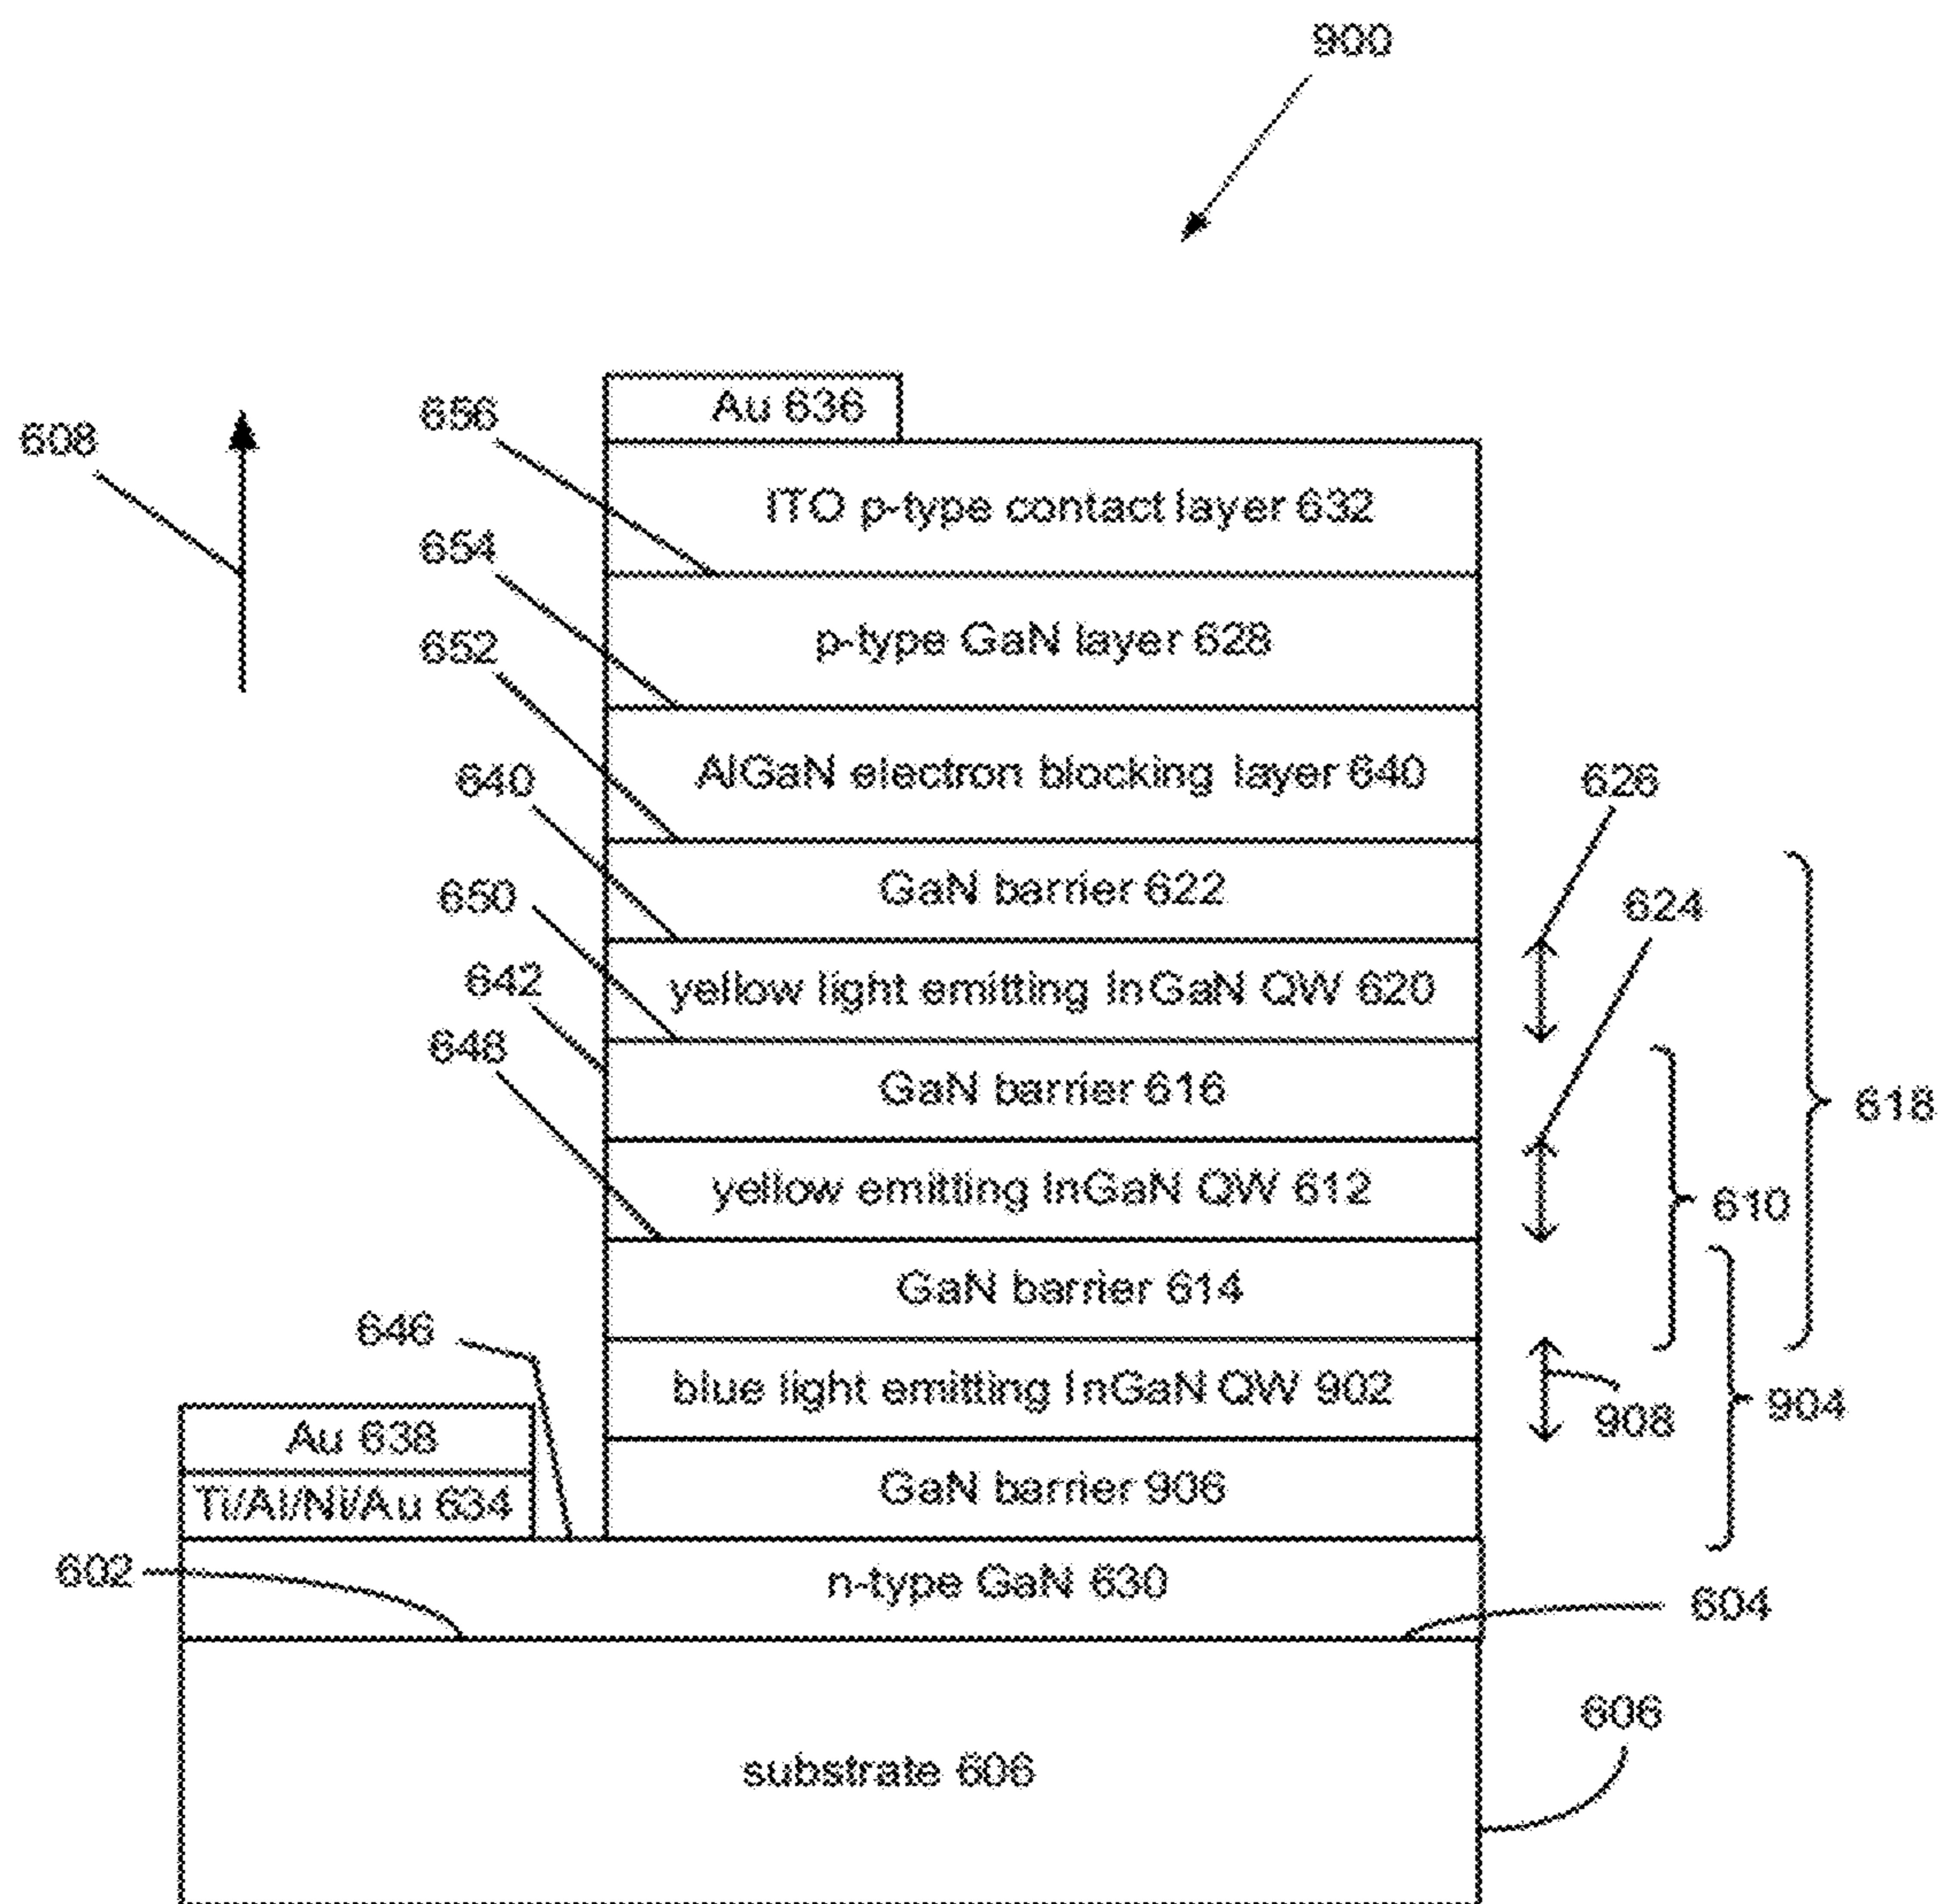 900
Au 636
656
608
ITO p-type contact layer 632
654
p-type GaN layer 628
652
AlGaN electron blocking layer 640
640
626
GaN barrier 622
650
624
642
yellow light emitting InGaN QW 620
648
GaN barrier 616
618
yellow emitting InGaN QW 612
610
GaN barrier 614
646
blue light emitting InGaN QW 902
904
908
Au 638
GaN barrier 906
Ti/Al/Ni/Au 634
602
n-type GaN 630
604
606
substrate 606